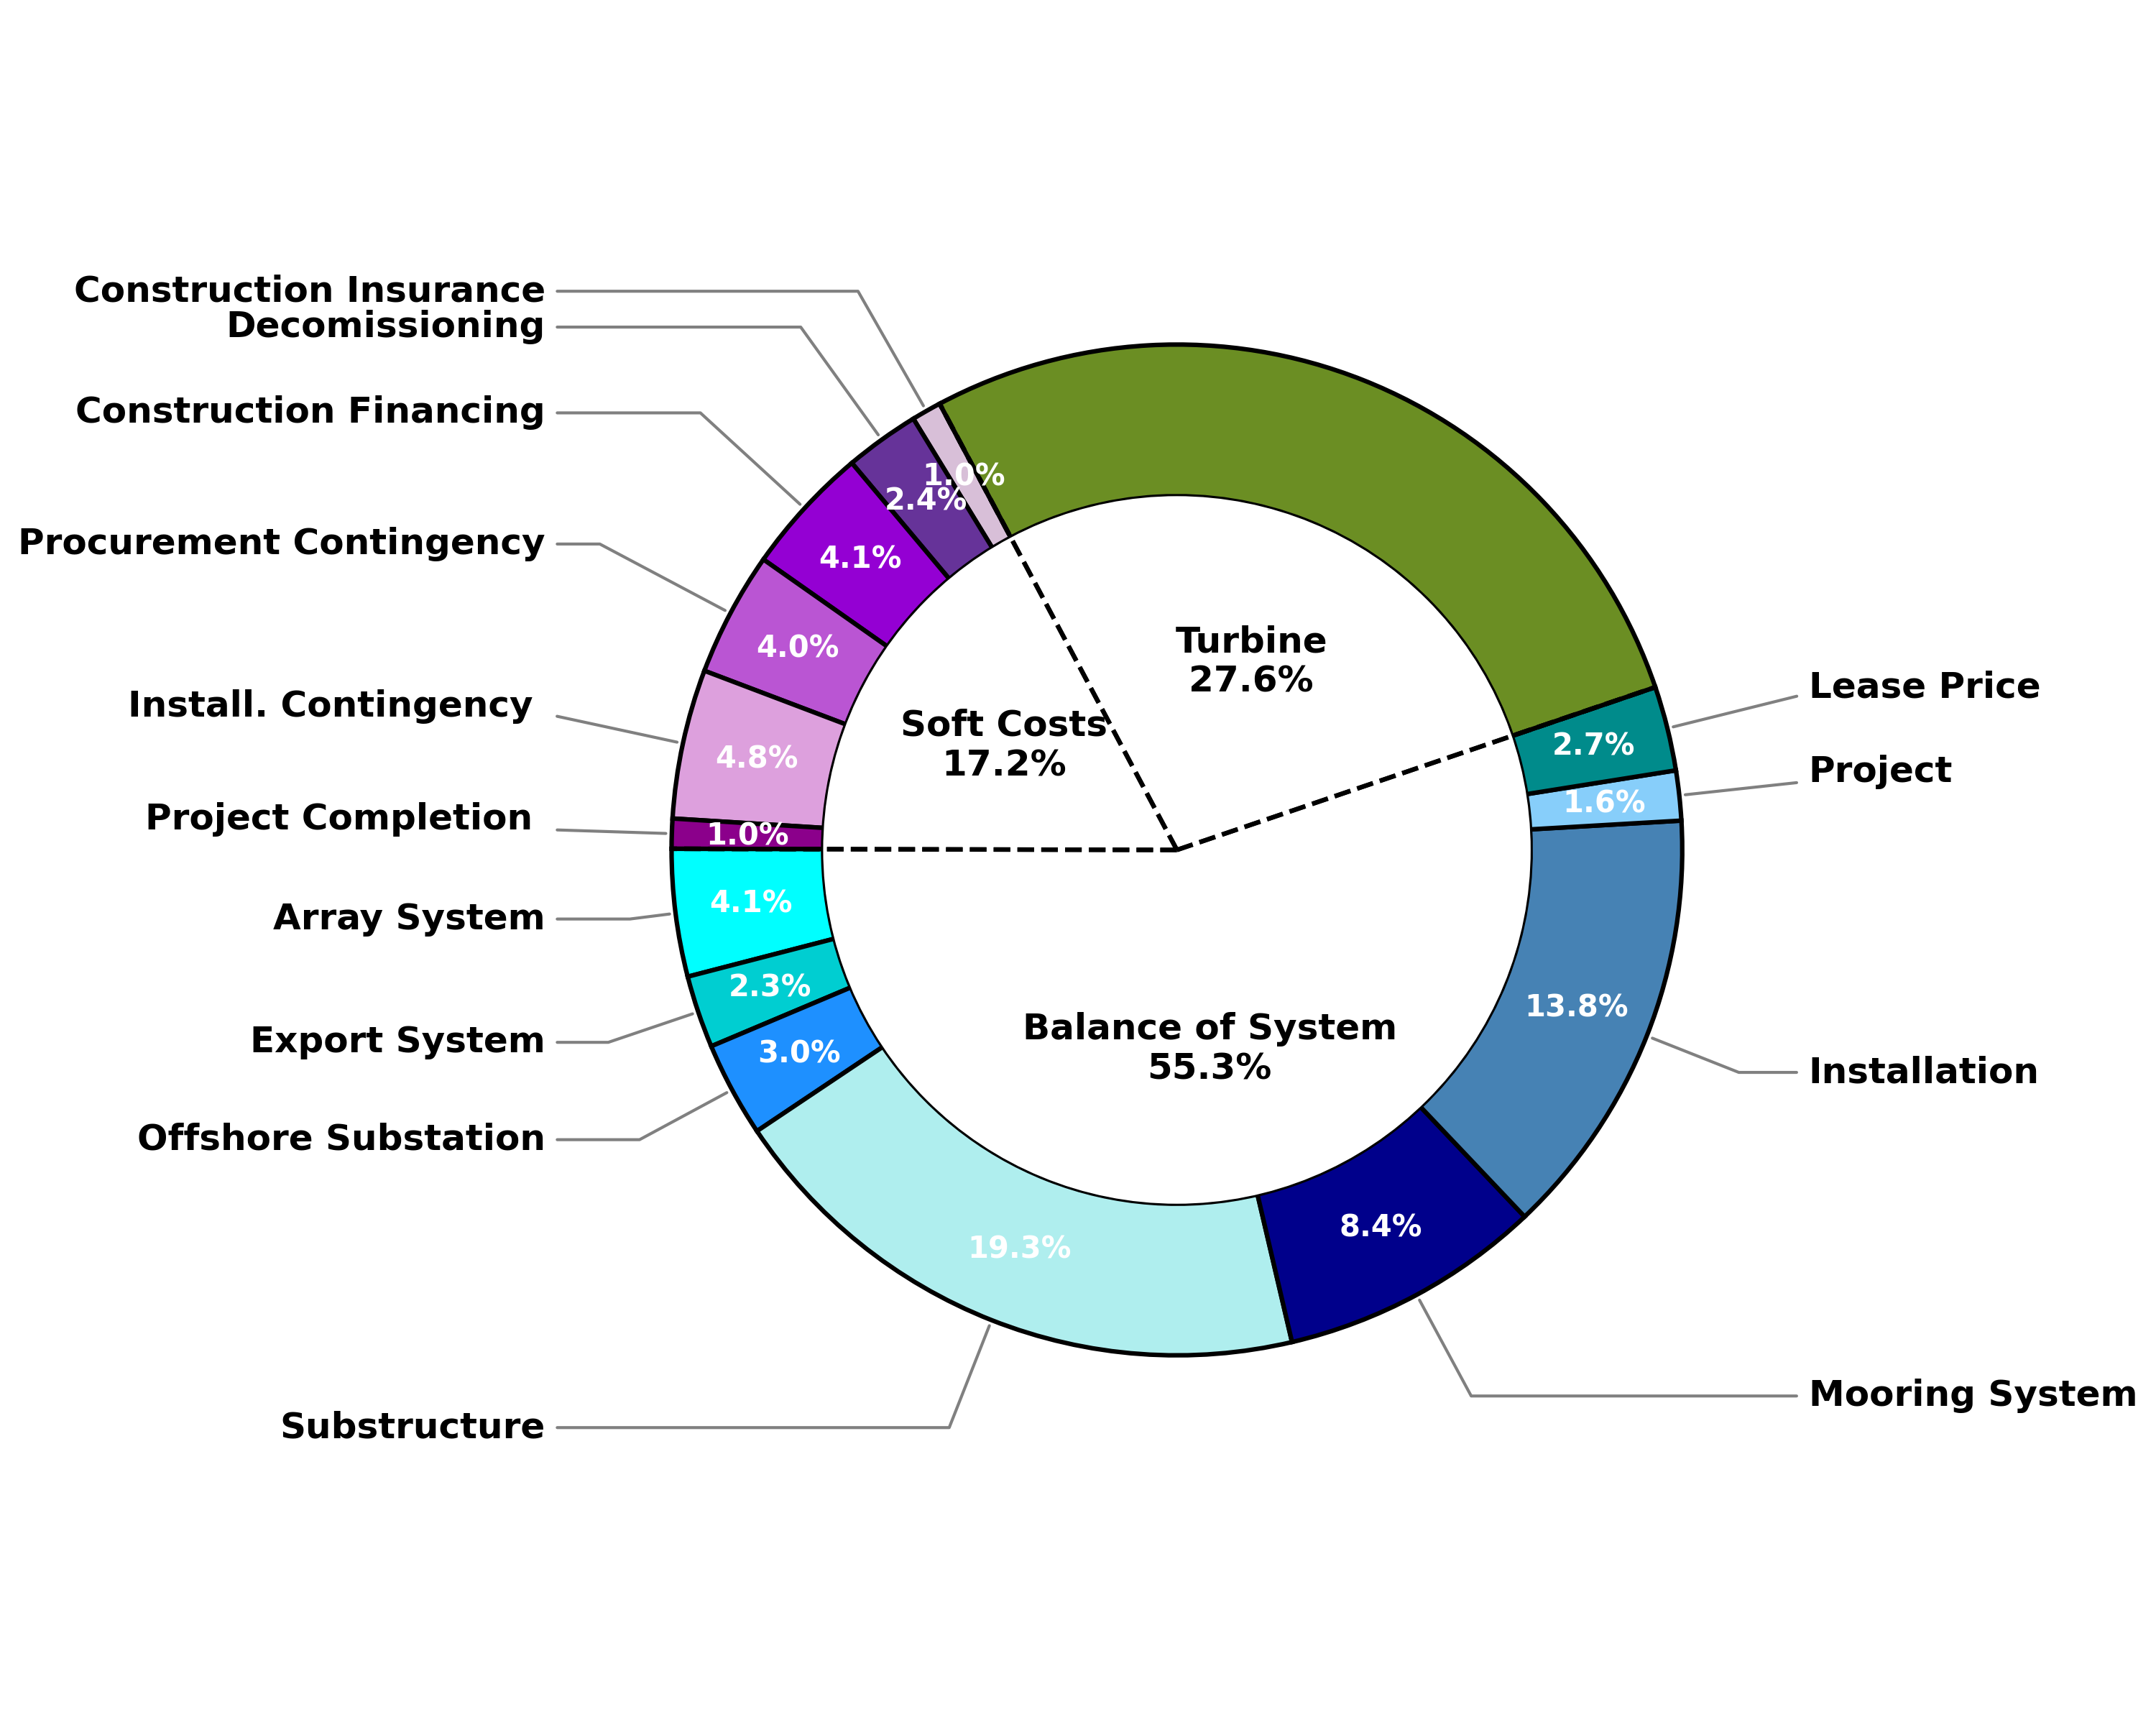 Construction Insurance
Decomissioning
Construction Financing
Procurement Contingency
Install. Contingency
Project Completion
Array System
Export System
Offshore Substation
Substructure
Lease Price
Project
Installation
Mooring System
1.0%
2.4%
4.1%
4.0%
4.8%
1.0%
4.1%
2.3%
3.0%
19.3%
8.4%
13.8%
1.6%
2.7%
Turbine
27.6%
Soft Costs
17.2%
Balance of System
55.3%